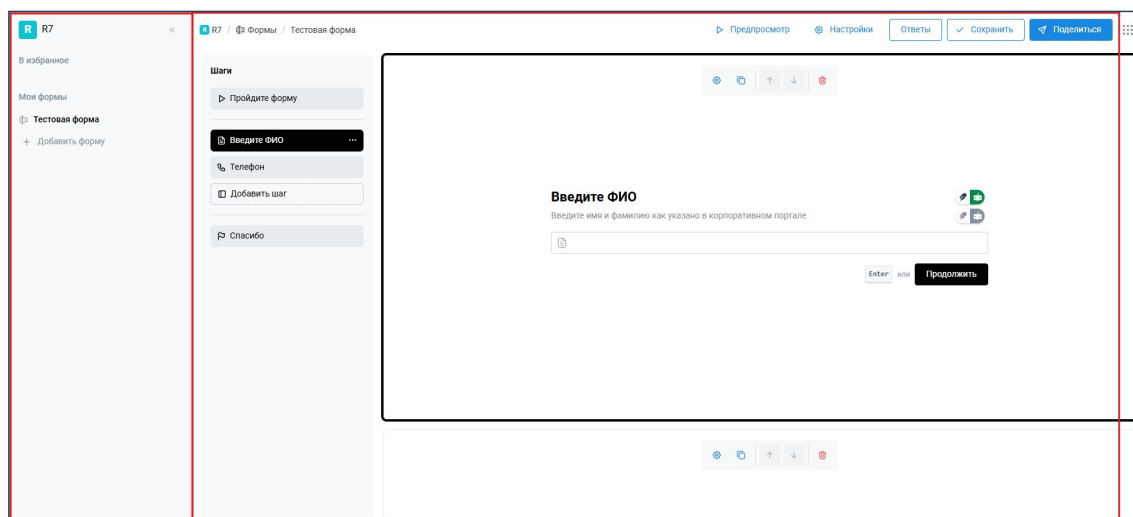 R R7 «
В избранное
Мои формы
Тестовая форма
+ Добавить форму
R R7 / Формы / Тестовая форма
Предпросмотр
Настройки
Ответы
Сохранить
Поделиться
Шаги
Пройдите форму
Введите ФИО ...
Телефон
Добавить шаг
Спасибо
Введите ФИО
Введите имя и фамилию как указано в корпоративном портале
Enter или Продолжить